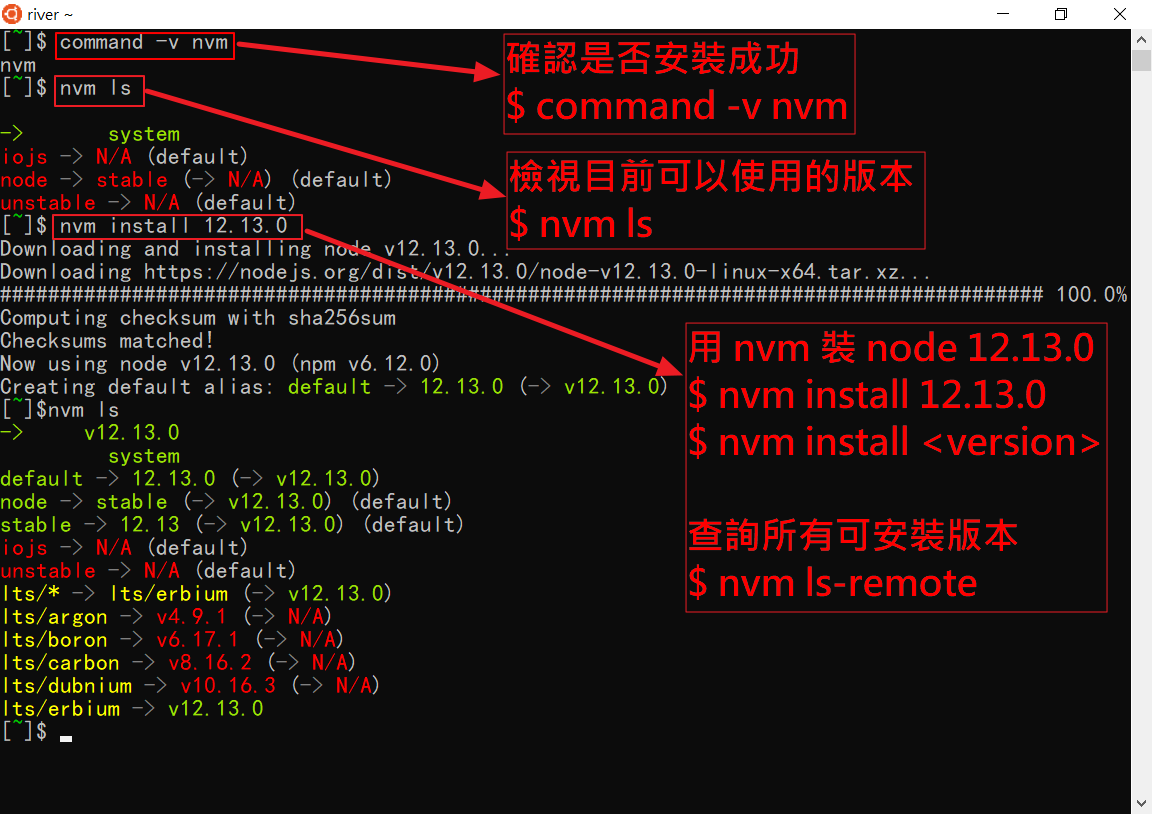 river ~
[~]$ command -v nvm
nvm
[~]$ nvm ls
->       system
iojs -> N/A (default)
node -> stable (-> N/A) (default)
unstable -> N/A (default)
[~]$ nvm install 12.13.0
Downloading and installing node v12.13.0...
Downloading https://nodejs.org/dist/v12.13.0/node-v12.13.0-linux-x64.tar.xz...
####################################################################################### 100.0%
Computing checksum with sha256sum
Checksums matched!
Now using node v12.13.0 (npm v6.12.0)
Creating default alias: default -> 12.13.0 (-> v12.13.0)
[~]$nvm ls
->     v12.13.0
         system
default -> 12.13.0 (-> v12.13.0)
node -> stable (-> v12.13.0) (default)
stable -> 12.13 (-> v12.13.0) (default)
iojs -> N/A (default)
unstable -> N/A (default)
lts/* -> lts/erbium (-> v12.13.0)
lts/argon -> v4.9.1 (-> N/A)
lts/boron -> v6.17.1 (-> N/A)
lts/carbon -> v8.16.2 (-> N/A)
lts/dubnium -> v10.16.3 (-> N/A)
lts/erbium -> v12.13.0
[~]$
確認是否安裝成功
$ command -v nvm
檢視目前可以使用的版本
$ nvm ls
用 nvm 裝 node 12.13.0
$ nvm install 12.13.0
$ nvm install <version>
查詢所有可安裝版本
$ nvm ls-remote